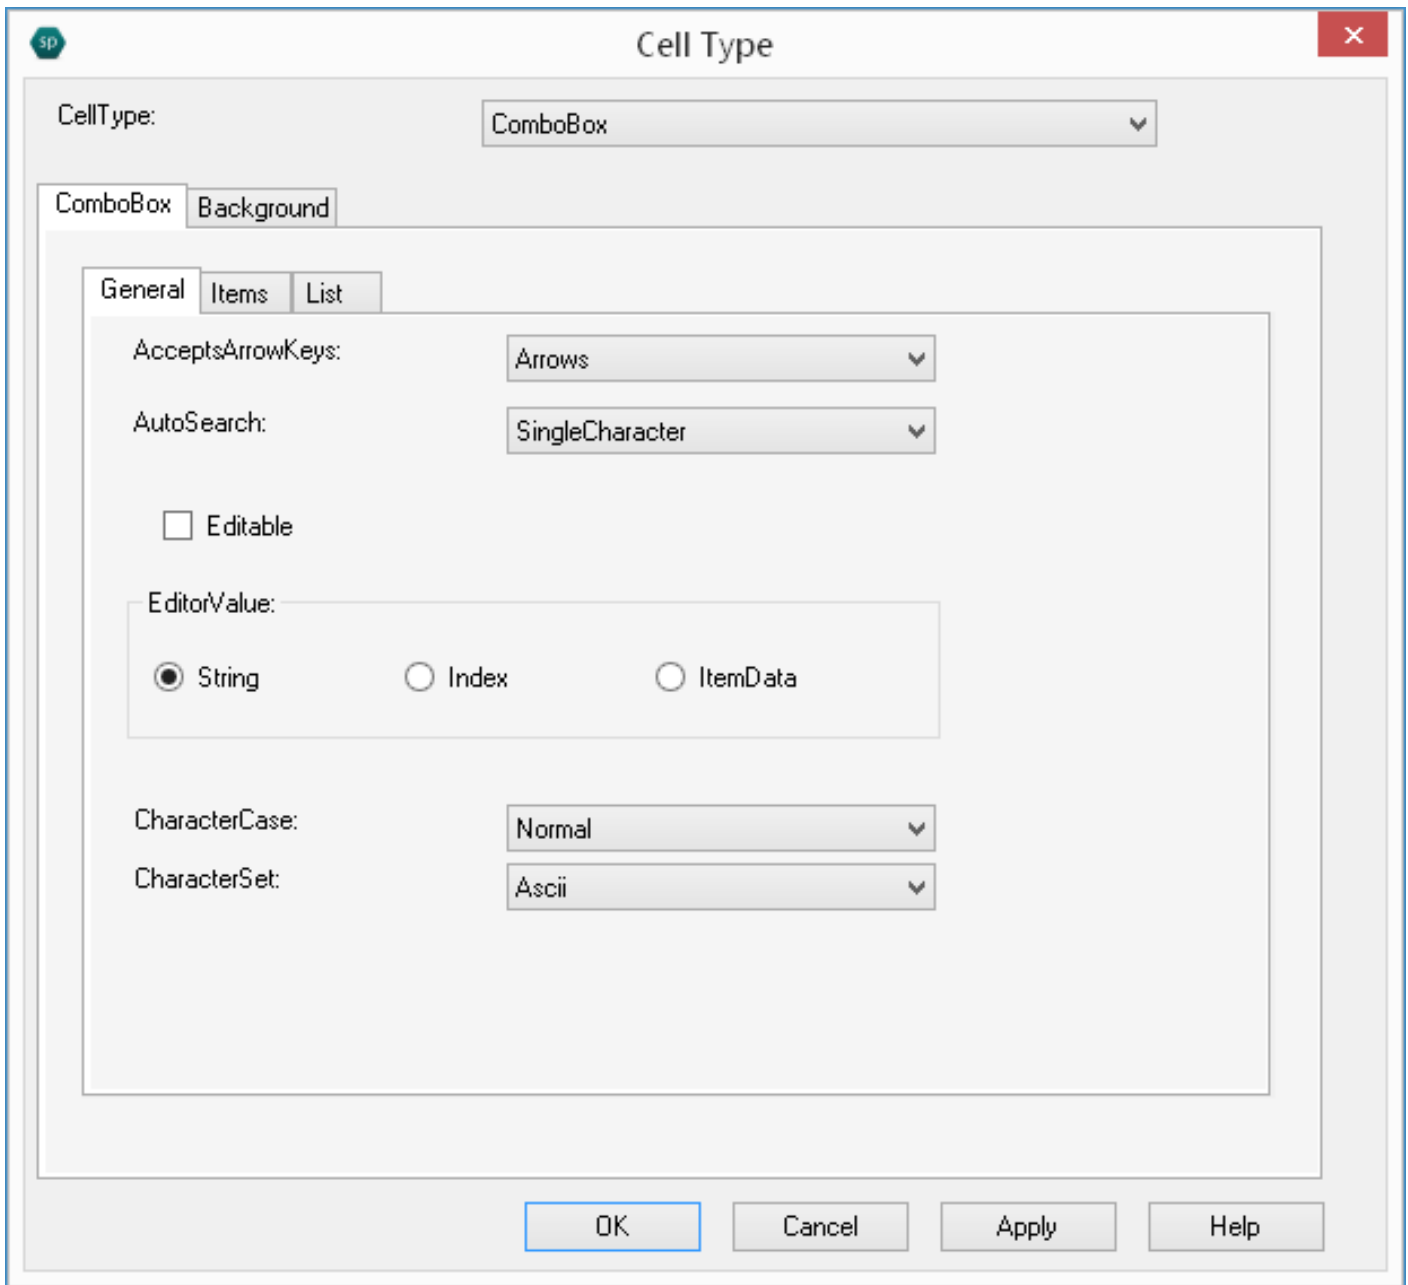 sp
Cell Type
CellType:
ComboBox
ComboBox
Background
General
Items
List
AcceptsArrowKeys:
Arrows
AutoSearch:
SingleCharacter
Editable
EditorValue:
String
Index
ItemData
CharacterCase:
Normal
CharacterSet:
Ascii
OK
Cancel
Apply
Help